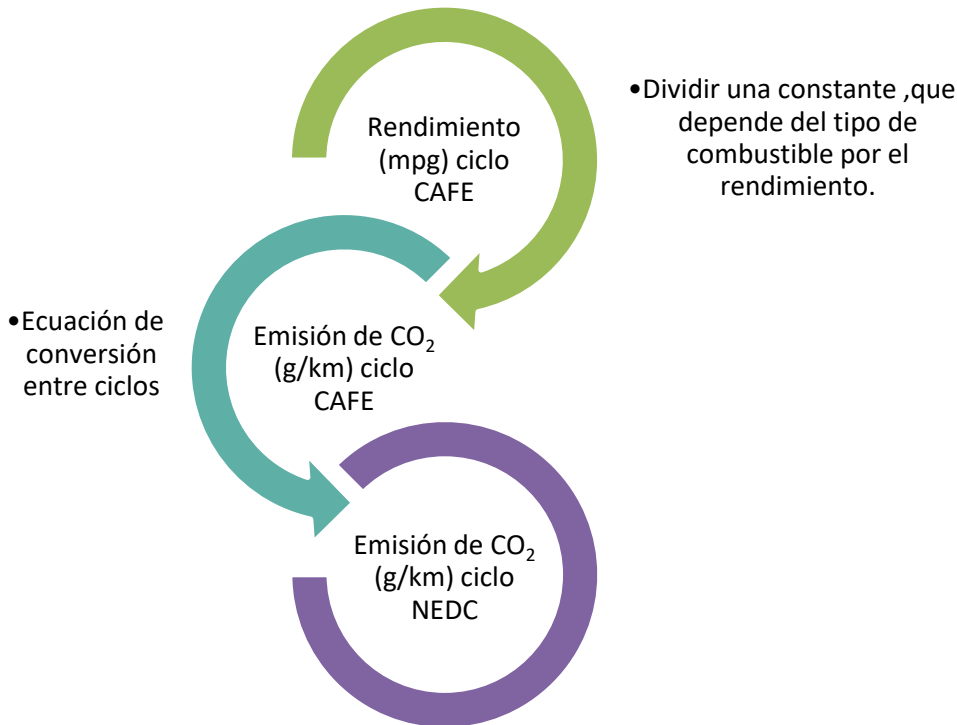 Rendimiento
(mpg) ciclo
CAFE
•Dividir una constante ,que
depende del tipo de
combustible por el
rendimiento.
•Ecuación de
conversión
entre ciclos
Emisión de CO₂
(g/km) ciclo
CAFE
Emisión de CO₂
(g/km) ciclo
NEDC